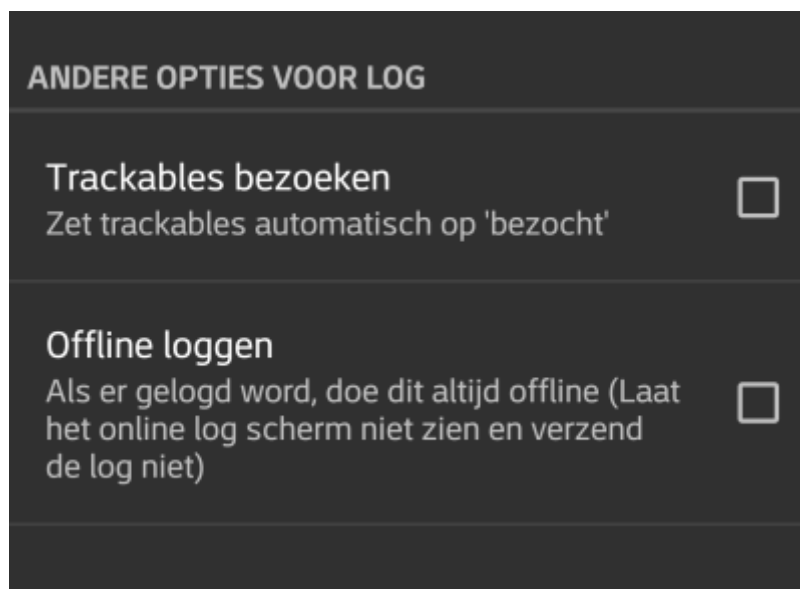 ANDERE OPTIES VOOR LOG
Trackables bezoeken
Zet trackables automatisch op 'bezocht'
Offline loggen
Als er gelogd word, doe dit altijd offline (Laat
het online log scherm niet zien en verzend
de log niet)